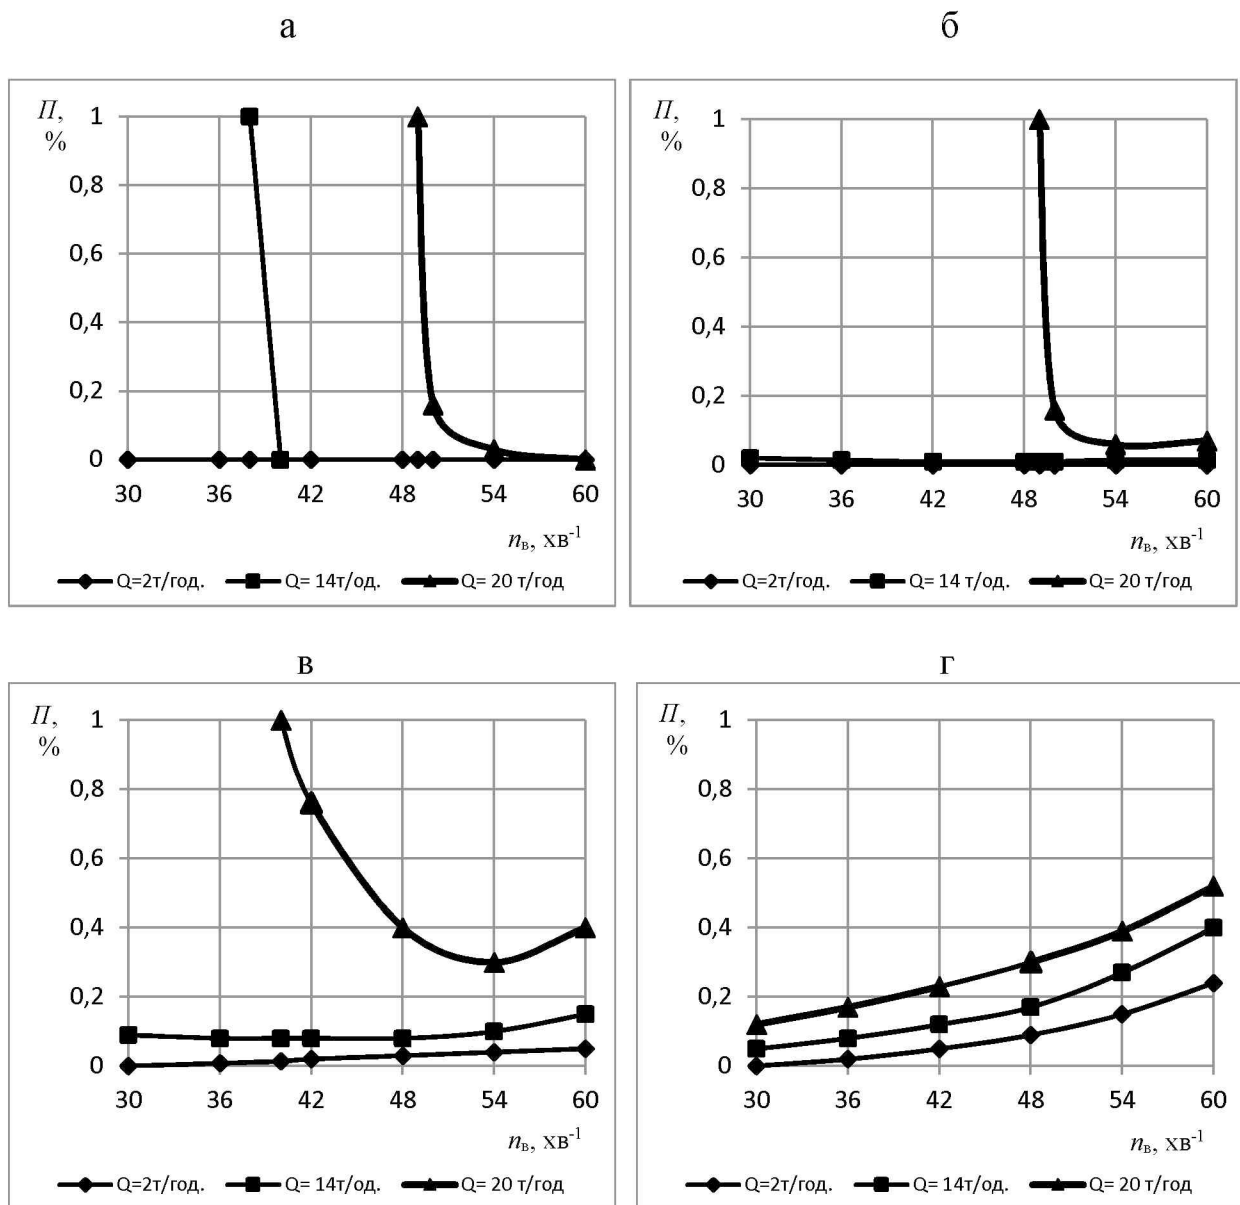 а
б
П,
%
1
0,8
0,6
0,4
0,2
0
30 36 42 48 54 60
nв, хв-1
Q=2т/год. Q= 14т/од. Q= 20 т/год
П,
%
1
0,8
0,6
0,4
0,2
0
30 36 42 48 54 60
nв, хв-1
Q=2т/год. Q= 14 т/од. Q= 20 т/год
в
г
П,
%
1
0,8
0,6
0,4
0,2
0
30 36 42 48 54 60
nв, хв-1
Q=2т/год. Q= 14т/од. Q= 20 т/год
П,
%
1
0,8
0,6
0,4
0,2
0
30 36 42 48 54 60
nв, хв-1
Q=2т/год. Q= 14т/од. Q= 20 т/год